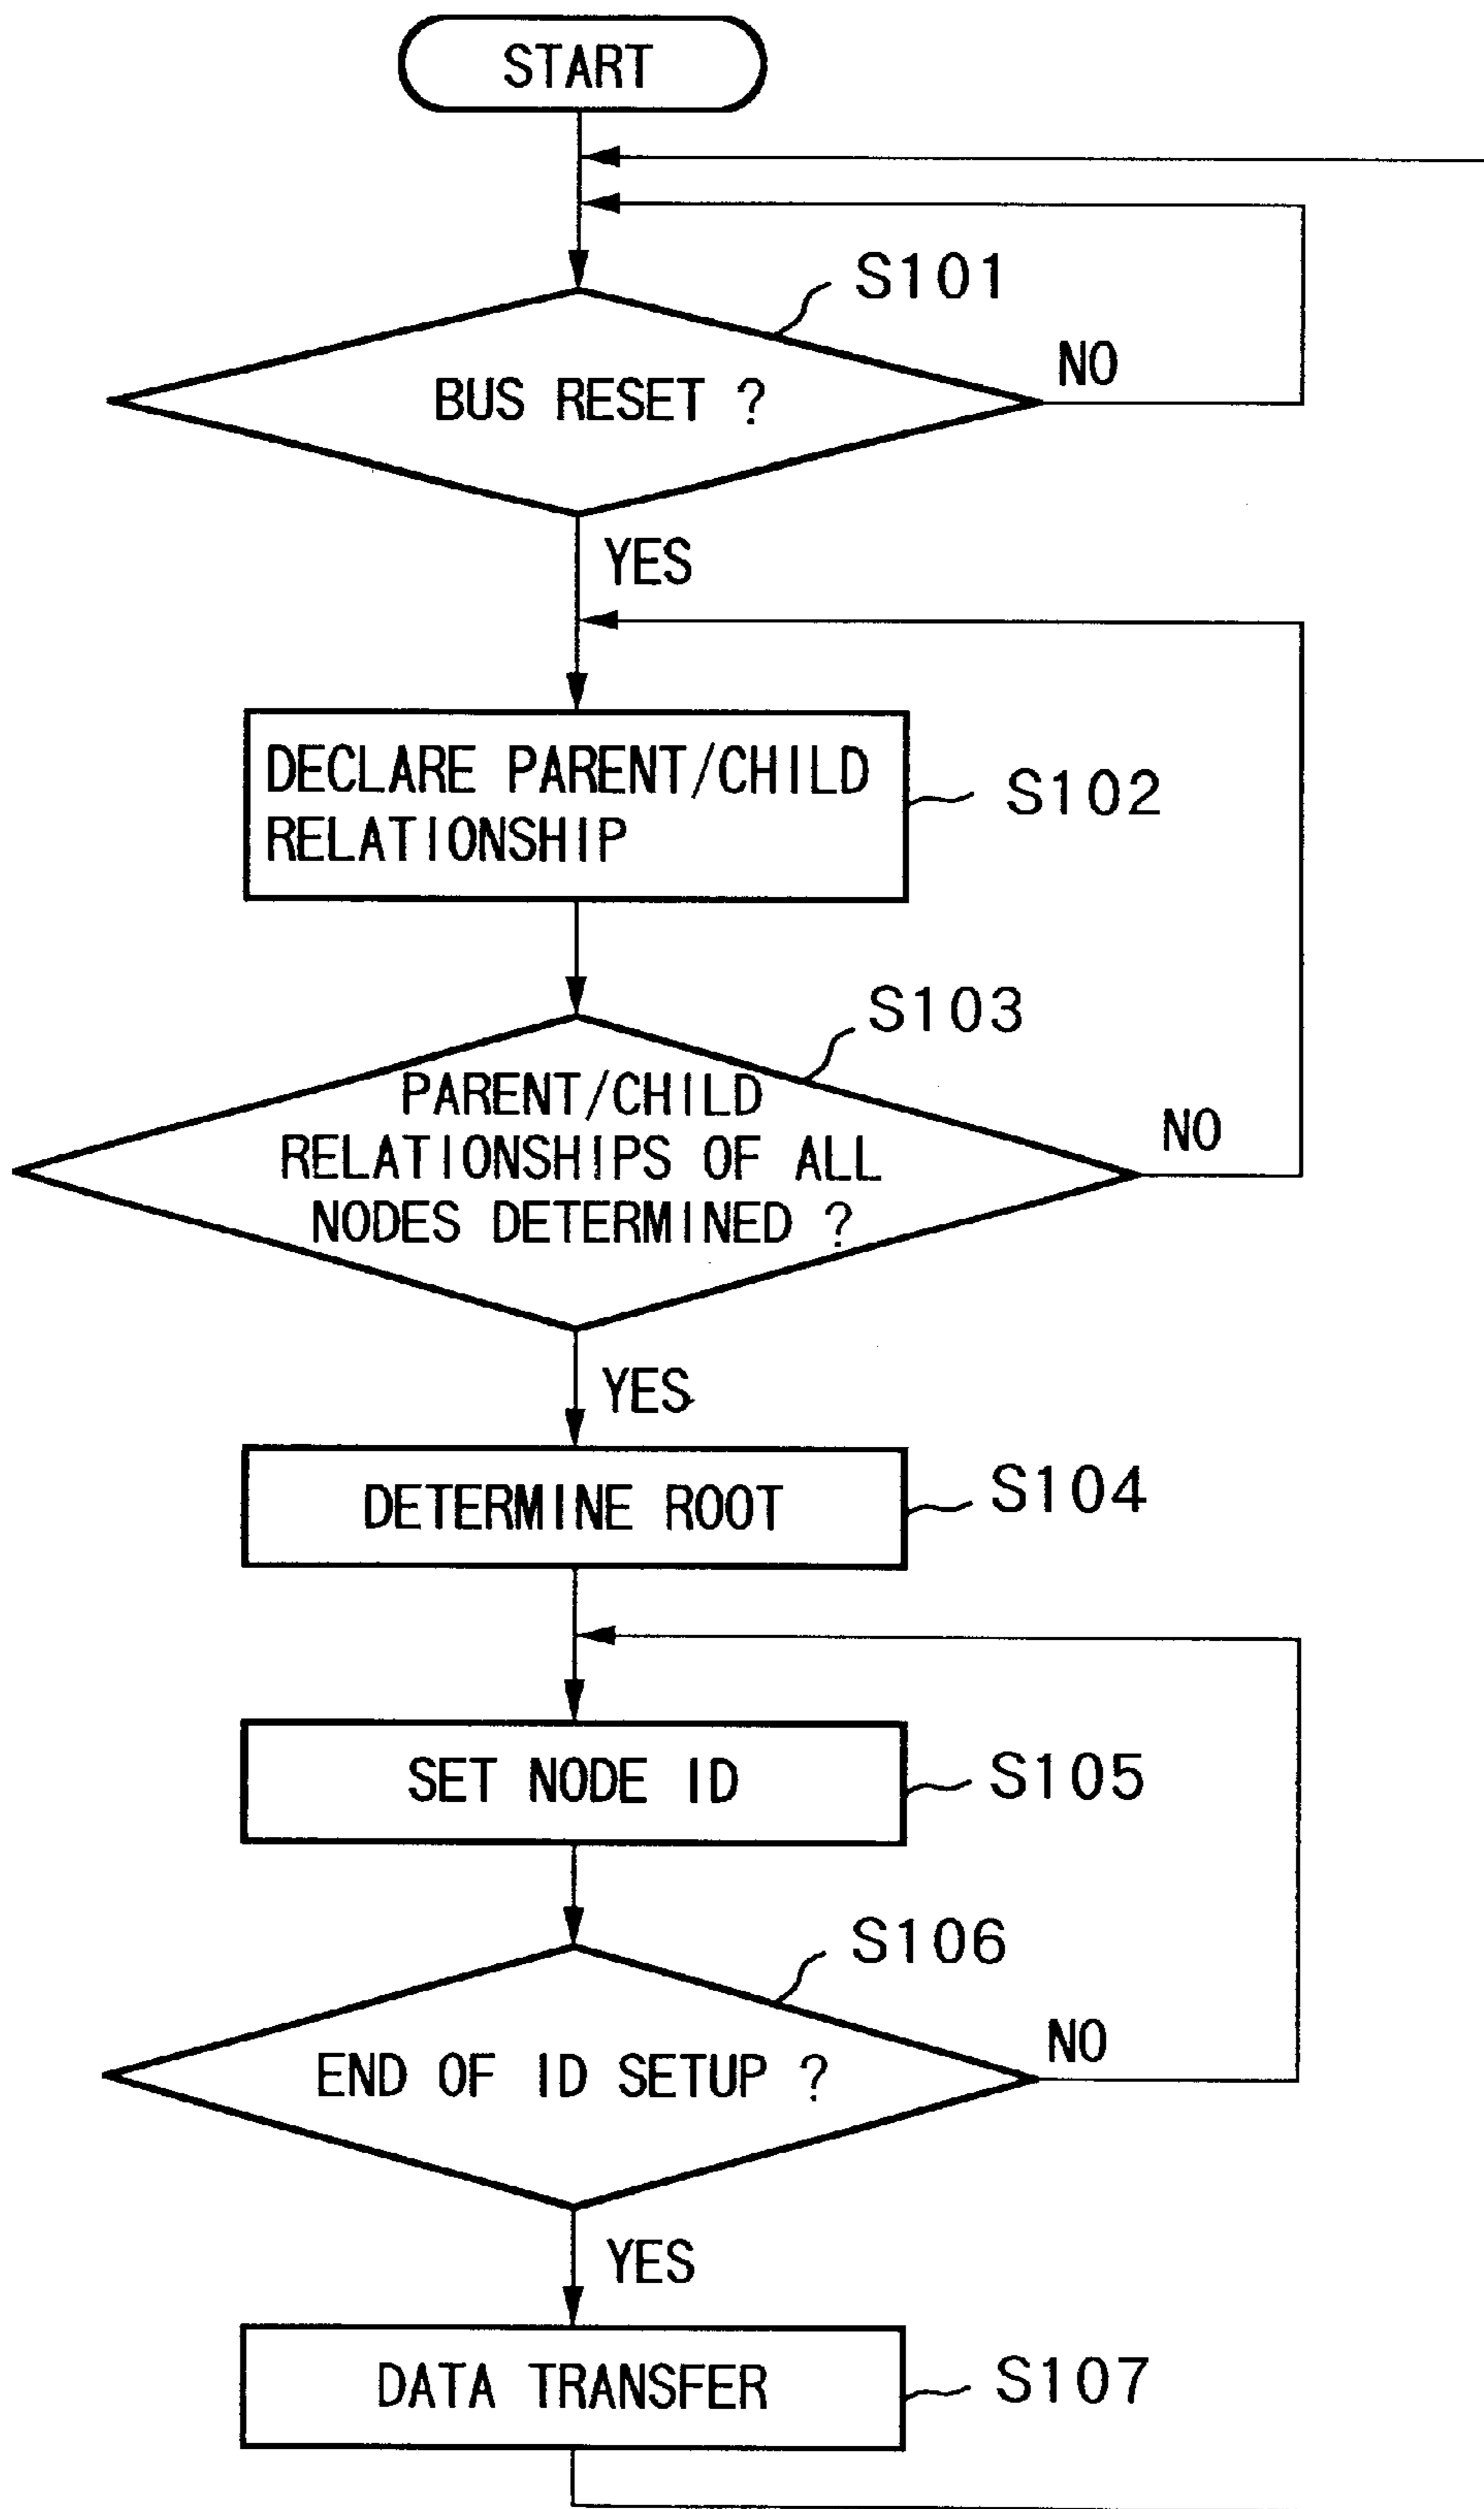 START
S101
BUS RESET ?
NO
YES
DECLARE PARENT/CHILD
RELATIONSHIP
S102
S103
PARENT/CHILD
RELATIONSHIPS OF ALL
NODES DETERMINED ?
NO
YES
DETERMINE ROOT
S104
SET NODE ID
S105
S106
END OF ID SETUP ?
NO
YES
DATA TRANSFER
S107